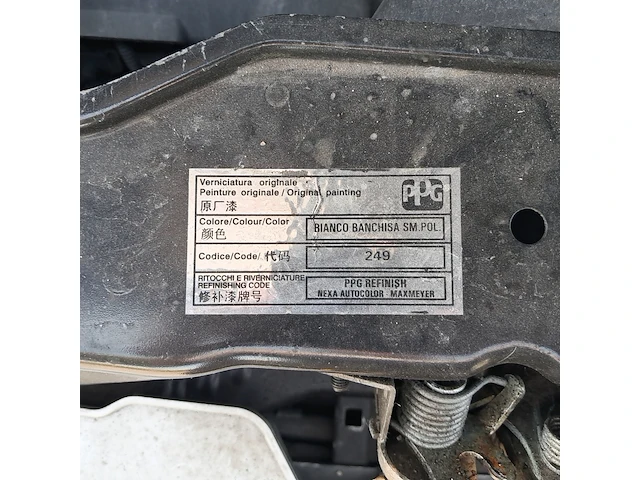 Verniciatura originale
Peinture originale / Original painting
原厂漆
PPG
Colore/Colour/Color
颜色
BIANCO BANCHISA SM.POL.
Codice/Code/ 代码
249
RITOCCHI E RIVERNICIATURE
REFINISHING CODE
修补漆牌号
PPG REFINISH
NEXA AUTOCOLOR MAXMEYER